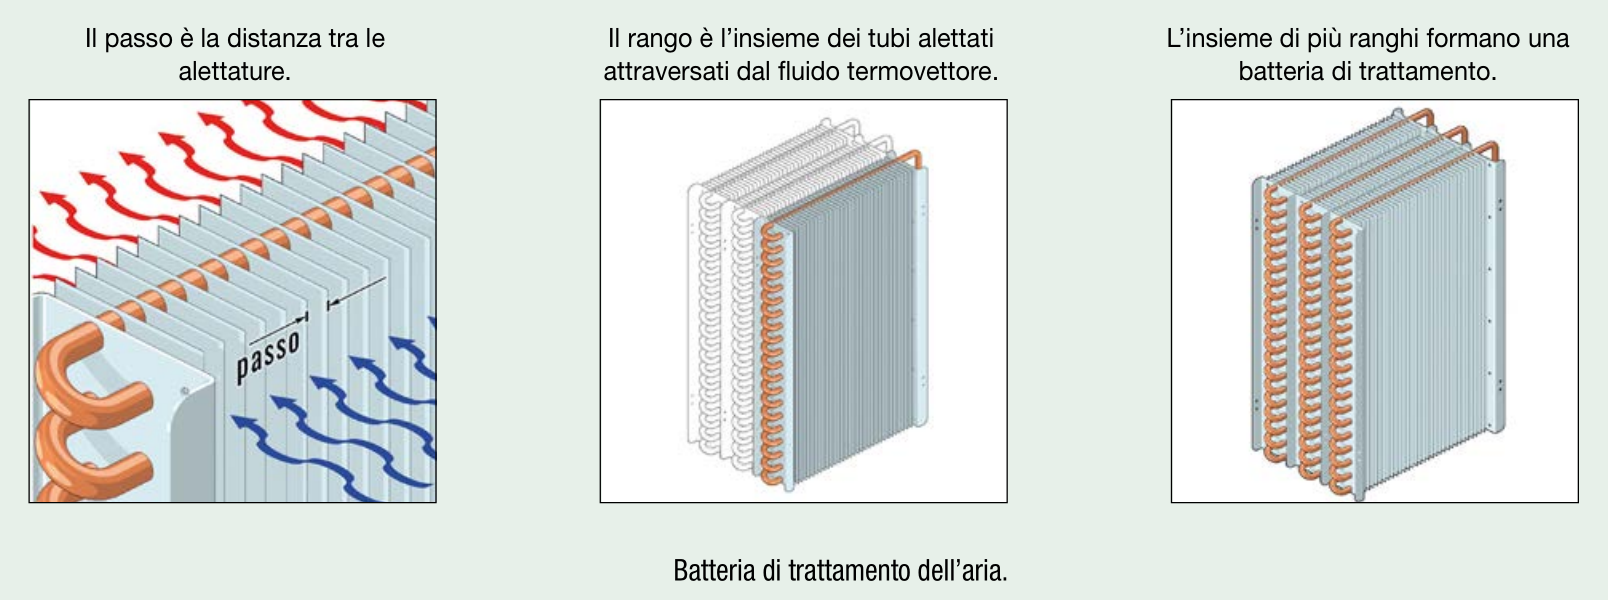 Il passo è la distanza tra le
alettature.
Il rango è l’insieme dei tubi alettati
attraversati dal fluido termovettore.
L’insieme di più ranghi formano una
batteria di trattamento.
passo
Batteria di trattamento dell’aria.